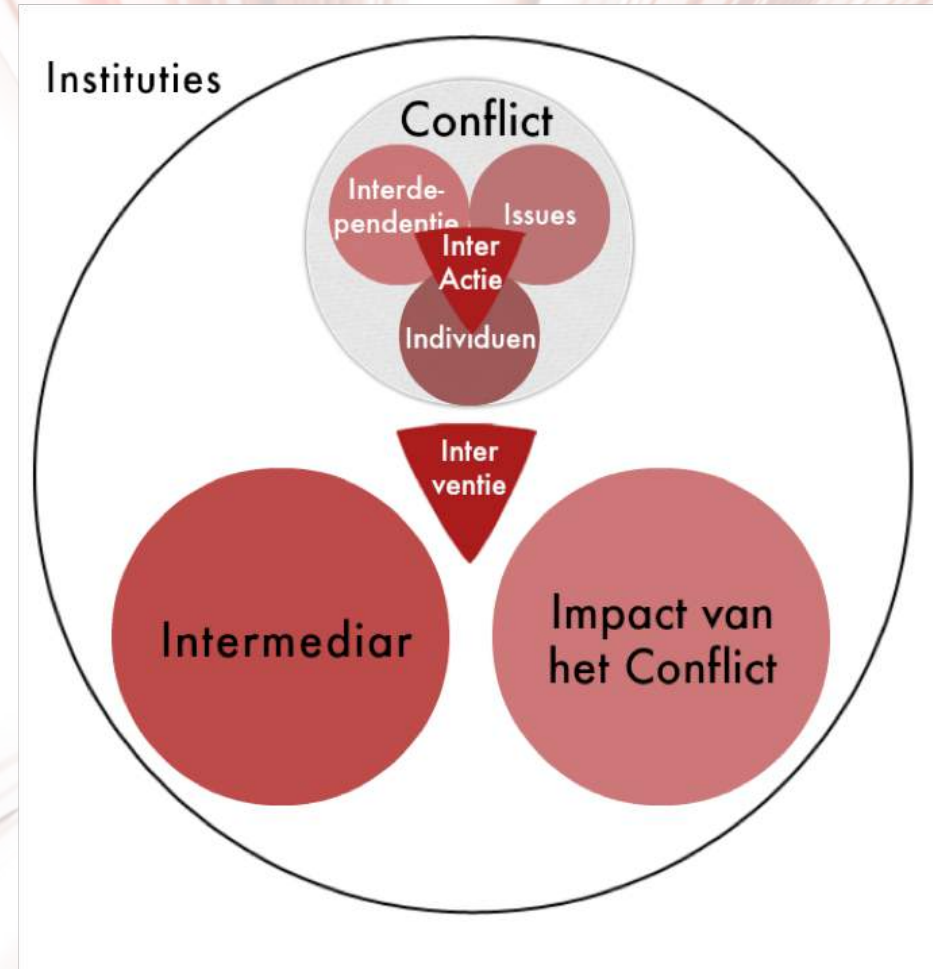 Instituties
Conflict
Interde-
pendentie
Issues
Inter
Actie
Individuen
Inter
ventie
Intermediar
Impact van
het Conflict